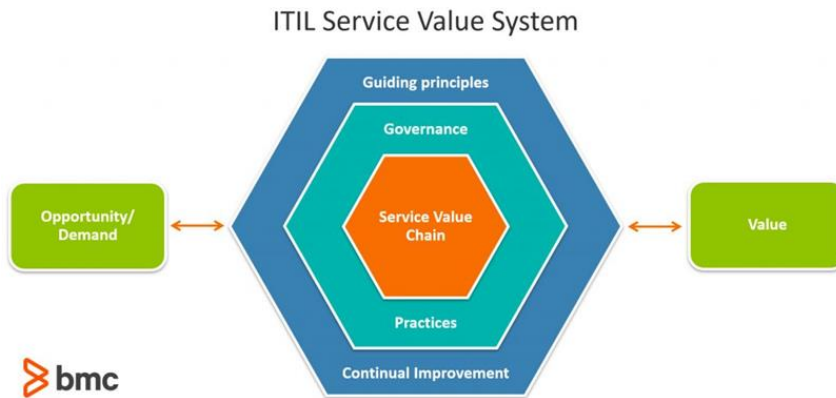 ITIL Service Value System
Guiding principles
Governance
Opportunity/
Demand
Service Value
Chain
Value
Practices
Continual Improvement
bmc